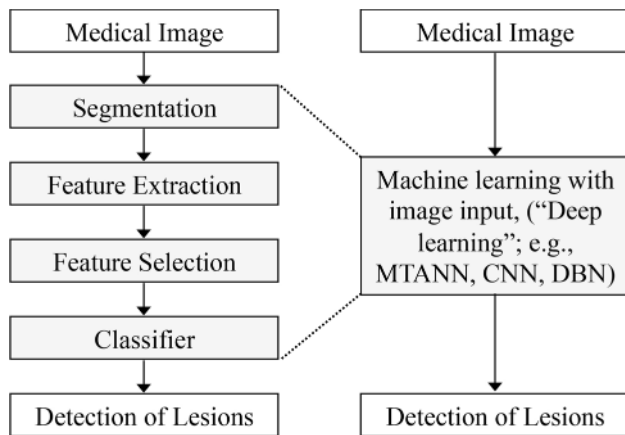 Medical Image
Segmentation
Feature Extraction
Feature Selection
Classifier
Detection of Lesions
Medical Image
Machine learning with
image input, (“Deep
learning”; e.g.,
MTANN, CNN, DBN)
Detection of Lesions